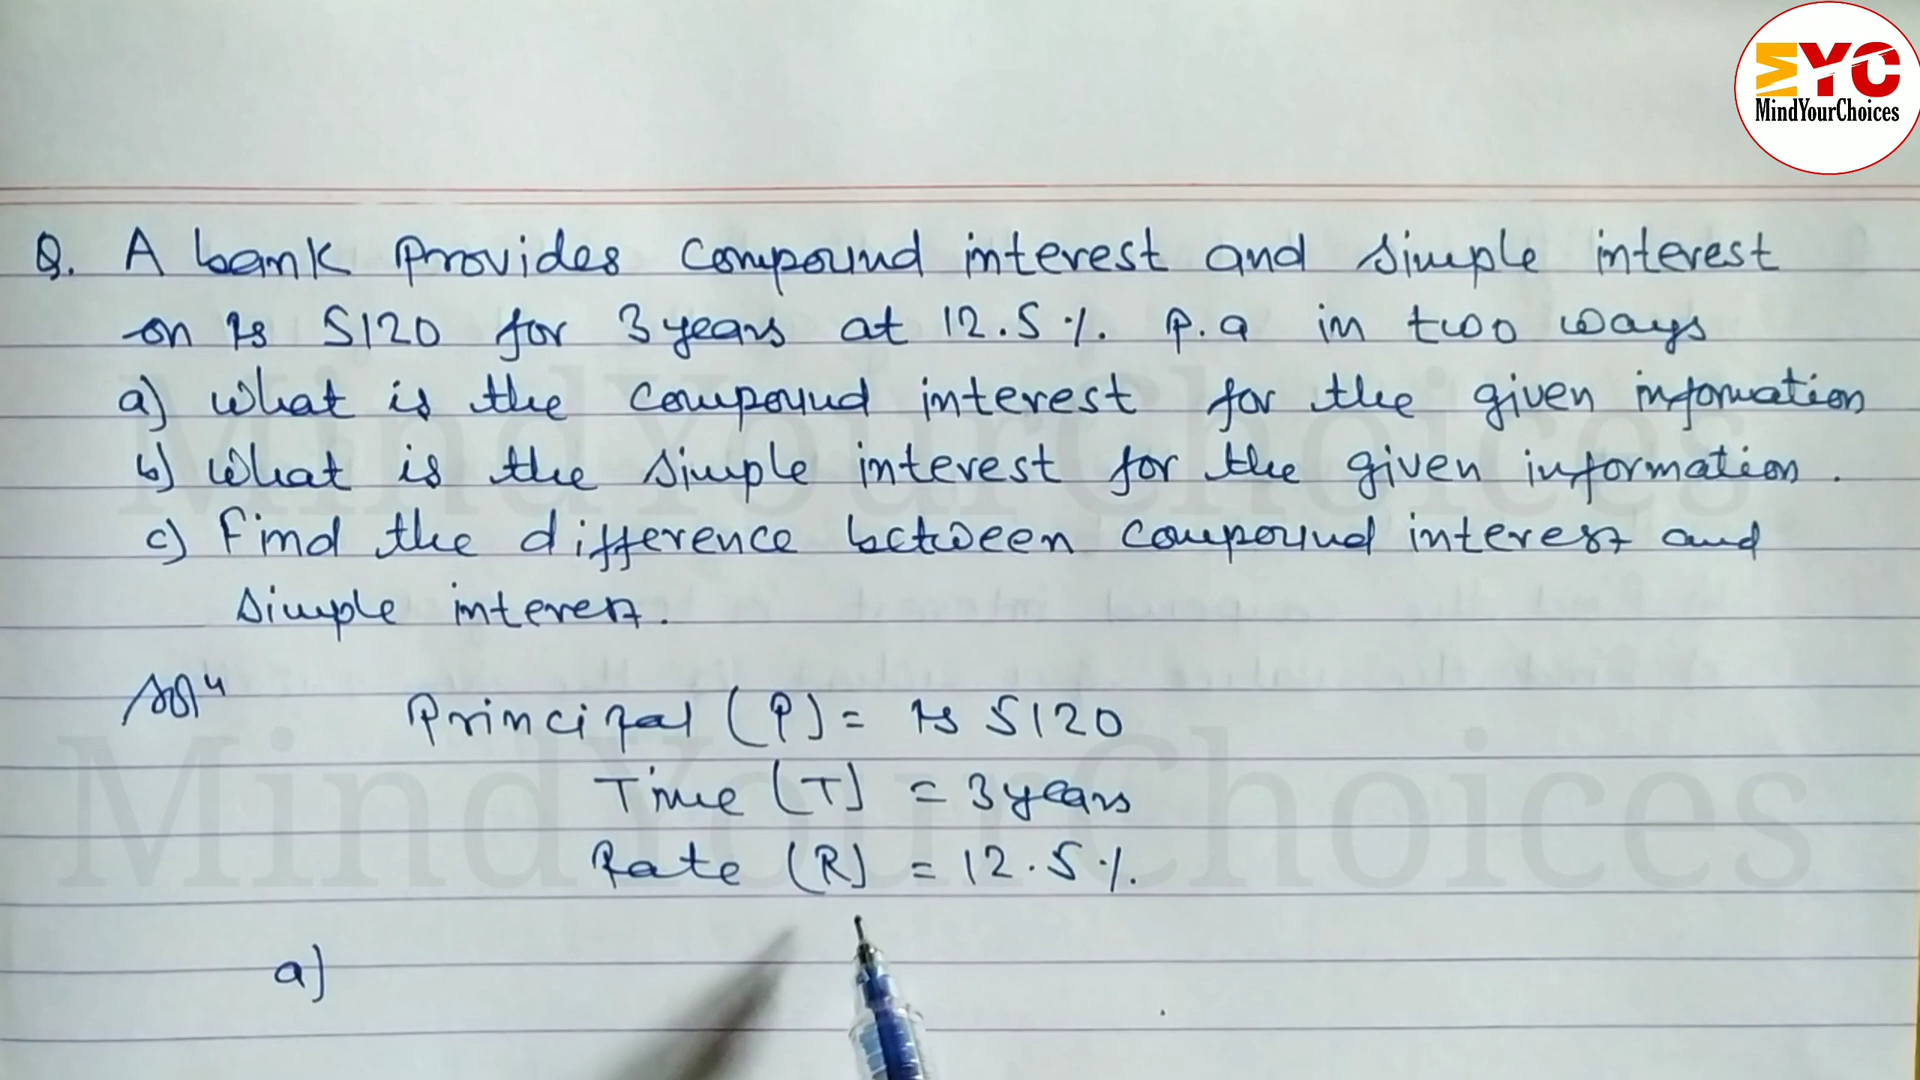 MYC
MindYourChoices
Q. A bank provides compound interest and simple interest
on Rs 5120 for 3 years at 12.5%. p.a in two ways
a) What is the compound interest for the given information
b) What is the simple interest for the given information.
c) Find the difference between compound interest and
simple interest.
Solⁿ
Principal (P) = Rs 5120
Time (T) = 3 years
Rate (R) = 12.5%.
a)
MindYourChoices
MindYourChoices